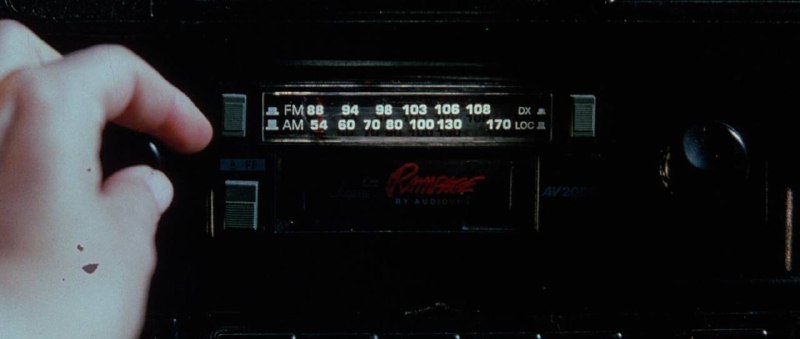 FM 88 94 98 103 106 108 DX
AM 54 60 70 80 100 130 170 LOC
Rampage
BY AUDIOVOX